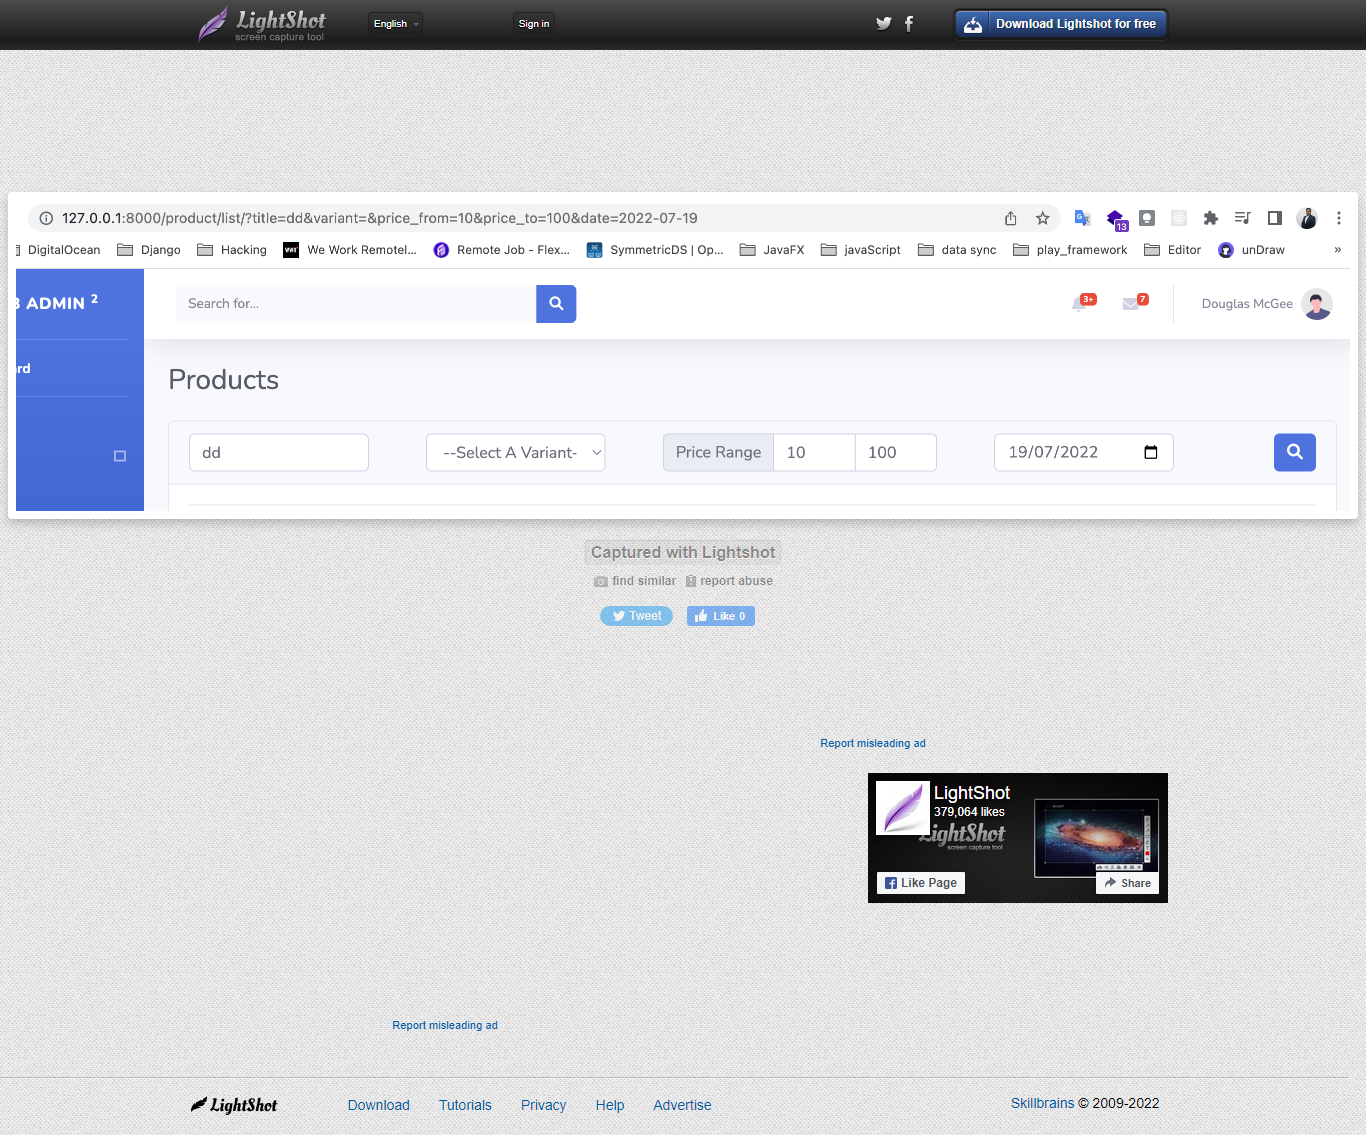 LightShot
screen capture tool
English
Sign in
Download Lightshot for free
127.0.0.1:8000/product/list/?title=dd&variant=&price_from=10&price_to=100&date=2022-07-19
13
DigitalOcean
Django
Hacking
We Work Remotel...
Remote Job - Flex...
SymmetricDS | Op...
JavaFX
javaScript
data sync
play_framework
Editor
unDraw
»
ADMIN 2
Search for...
3+
7
Douglas McGee
rd
Products
dd
--Select A Variant-
Price Range
10
100
19/07/2022
Captured with Lightshot
find similar
report abuse
Tweet
Like 0
Report misleading ad
LightShot
379,064 likes
LightShot
screen capture tool
Like Page
Share
Report misleading ad
LightShot
Download
Tutorials
Privacy
Help
Advertise
Skillbrains © 2009-2022